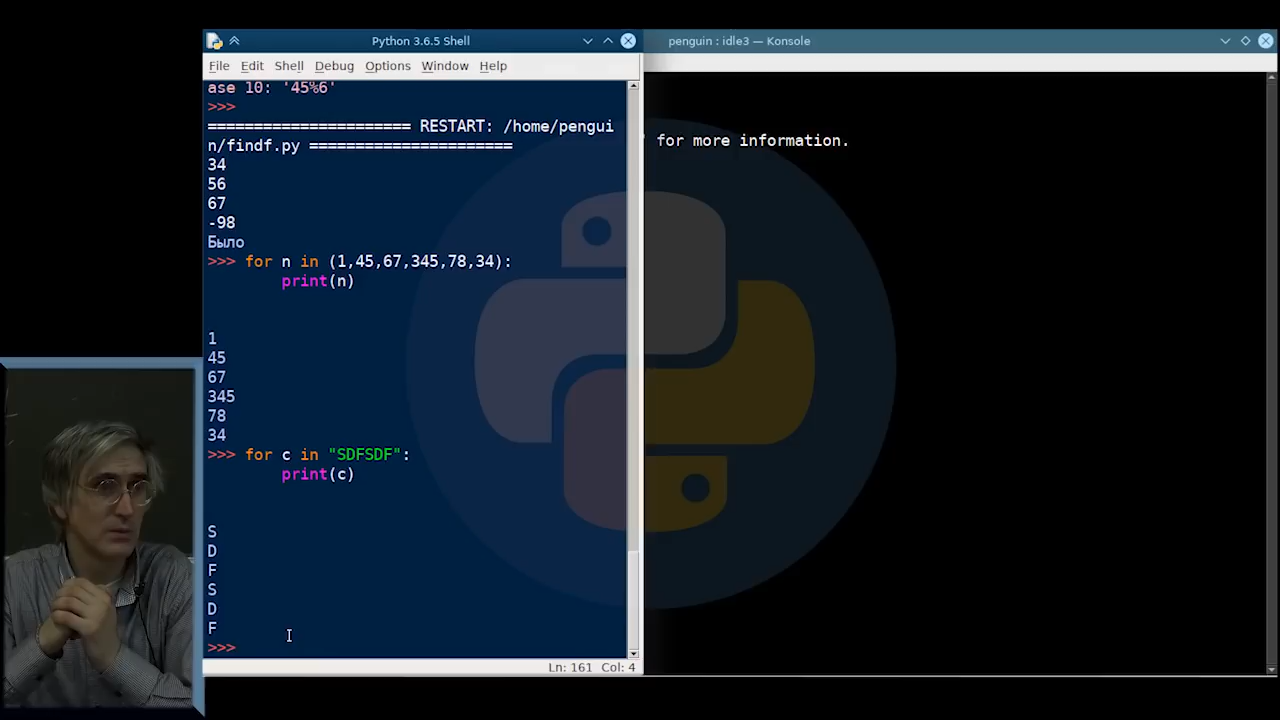 Python 3.6.5 Shell
penguin : idle3 — Konsole
File Edit Shell Debug Options Window Help
ase 10: '45%6'
>>>
====================== RESTART: /home/pengui
n/findf.py ======================
for more information.
34
56
67
-98
Было
>>> for n in (1,45,67,345,78,34):
print(n)
1
45
67
345
78
34
>>> for c in "SDFSDF":
print(c)
S
D
F
S
D
F
>>>
Ln: 161 Col: 4